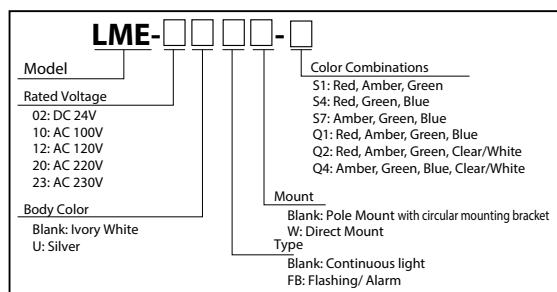 LME-□□□□-□
Model
Rated Voltage
02: DC 24V
10: AC 100V
12: AC 120V
20: AC 220V
23: AC 230V
Body Color
Blank: Ivory White
U: Silver
Color Combinations
S1: Red, Amber, Green
S4: Red, Green, Blue
S7: Amber, Green, Blue
Q1: Red, Amber, Green, Blue
Q2: Red, Amber, Green, Clear/White
Q4: Amber, Green, Blue, Clear/White
Mount
Blank: Pole Mount with circular mounting bracket
W: Direct Mount
Type
Blank: Continuous light
FB: Flashing/ Alarm